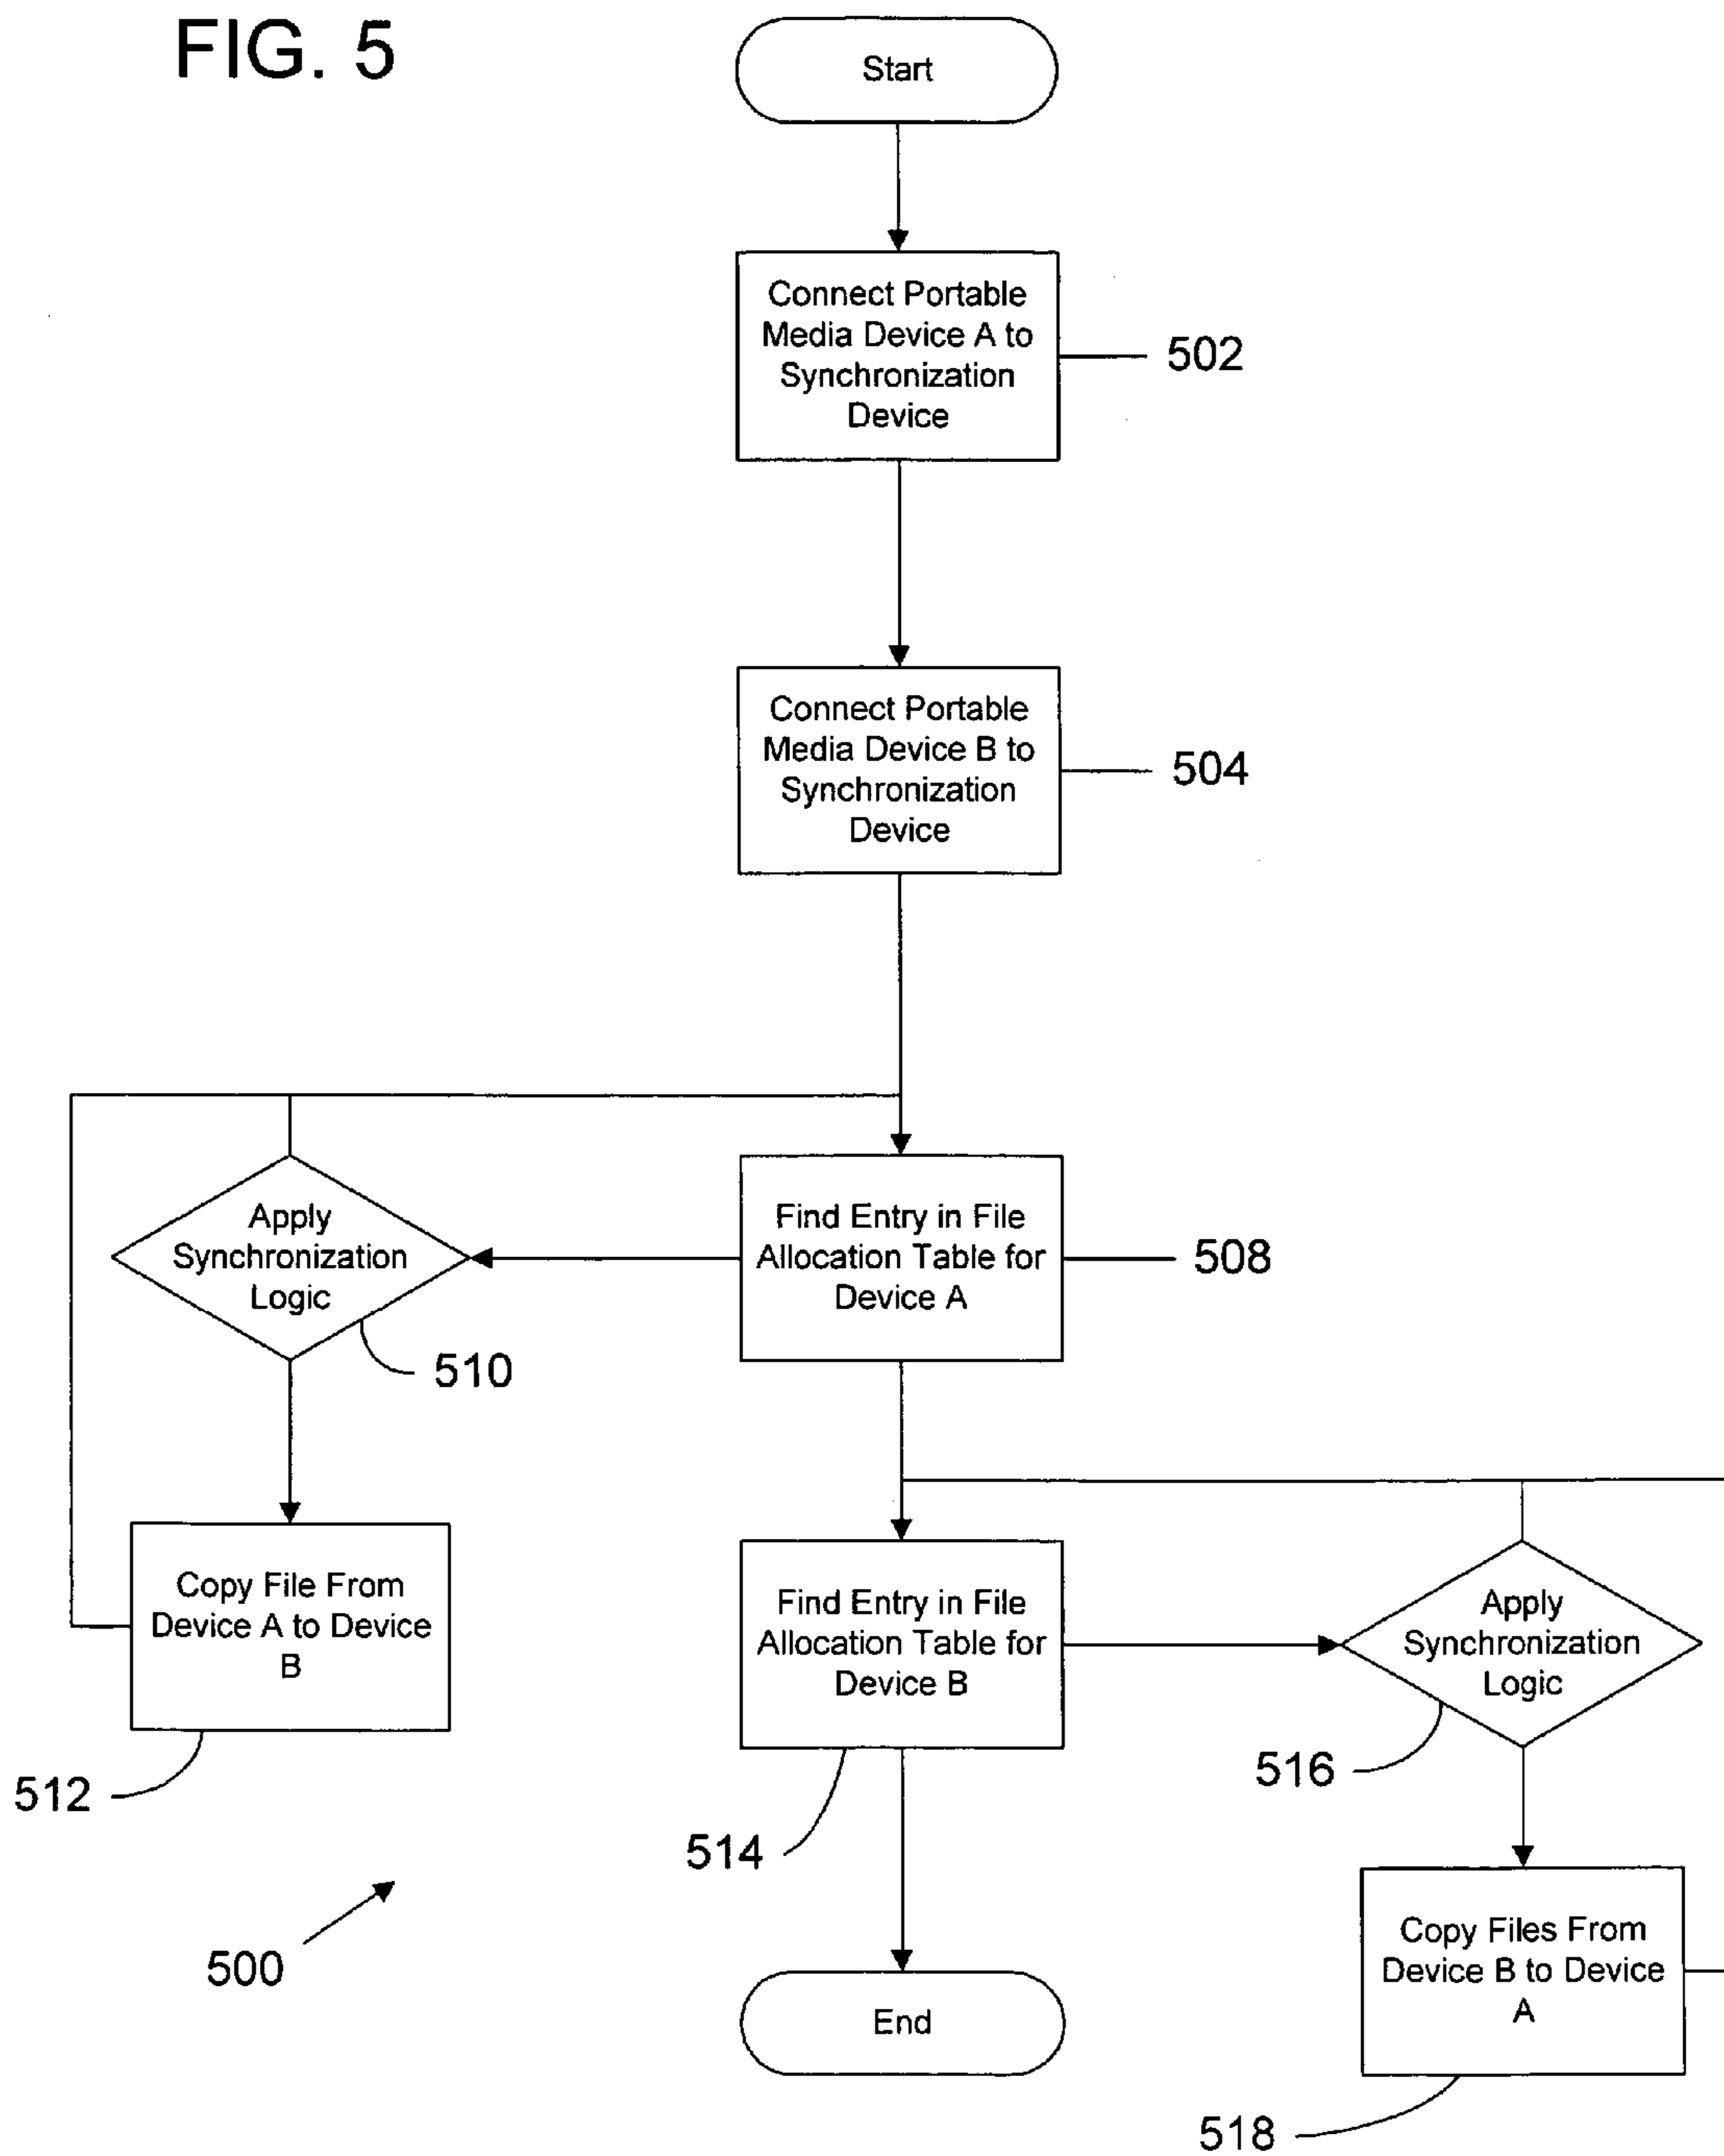 FIG. 5
Start
Connect Portable
Media Device A to
Synchronization
Device
502
Connect Portable
Media Device B to
Synchronization
Device
504
Apply
Synchronization
Logic
510
Find Entry in File
Allocation Table for
Device A
508
Copy File From
Device A to Device
B
512
Find Entry in File
Allocation Table for
Device B
514
Apply
Synchronization
Logic
516
500
End
Copy Files From
Device B to Device
A
518